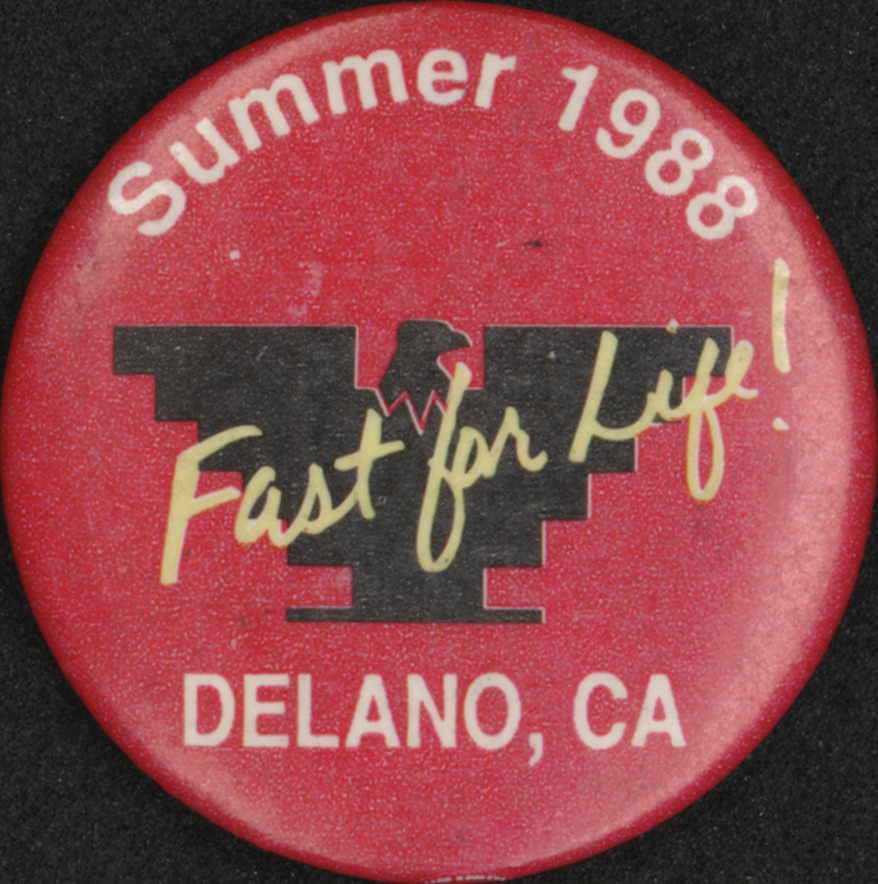 Summer 1988
Fast for Life!
DELANO, CA